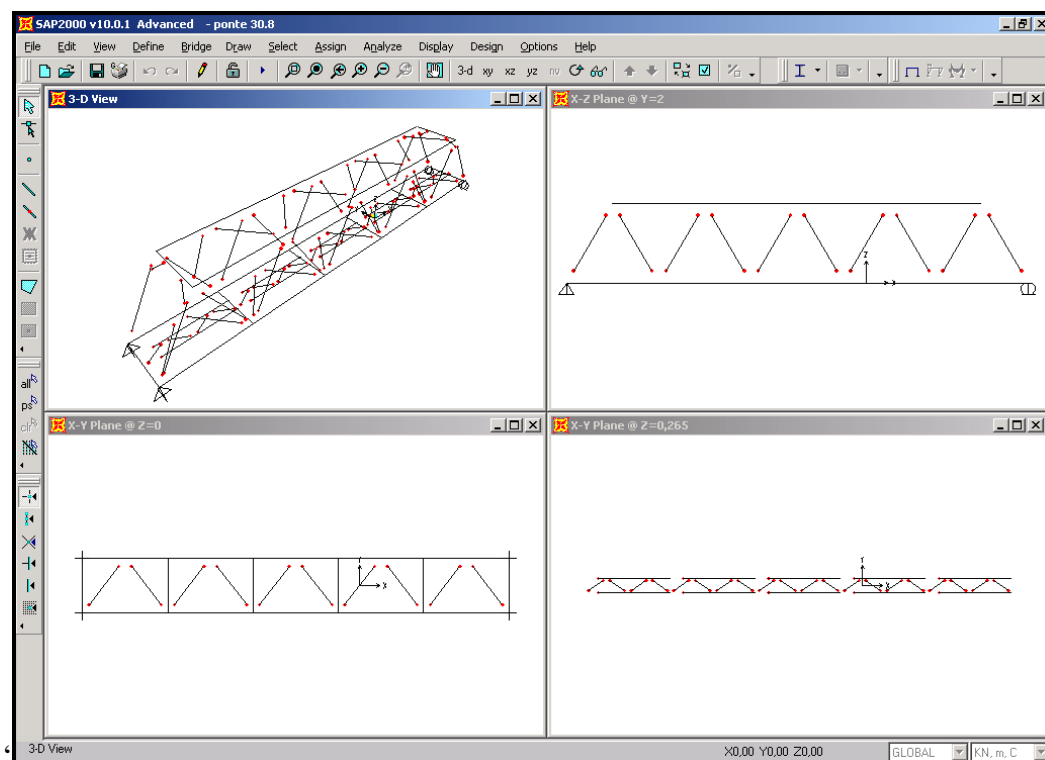 SAP2000 v10.0.1 Advanced - ponte 30.8
File Edit View Define Bridge Draw Select Assign Analyze Display Design Options Help
3-d xy xz yz nv
3-D View
X-Z Plane @ Y=2
Z
X
all
ps
clr
X-Y Plane @ Z=0
X-Y Plane @ Z=0,265
Y
X
Y
X
3-D View
X0,00 Y0,00 Z0,00
GLOBAL
KN, m, C